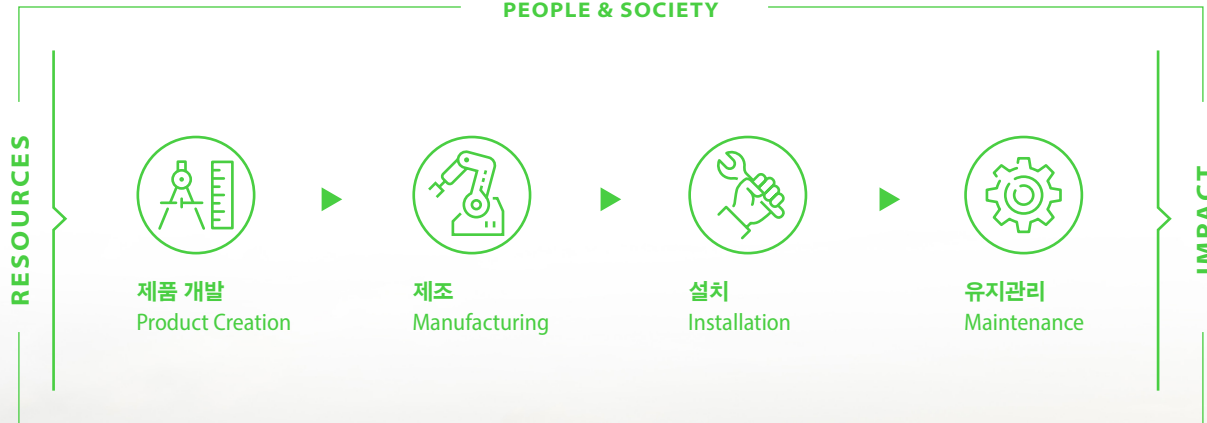 PEOPLE & SOCIETY
RESOURCES
제품 개발
Product Creation
제조
Manufacturing
설치
Installation
유지관리
Maintenance
IMPACT